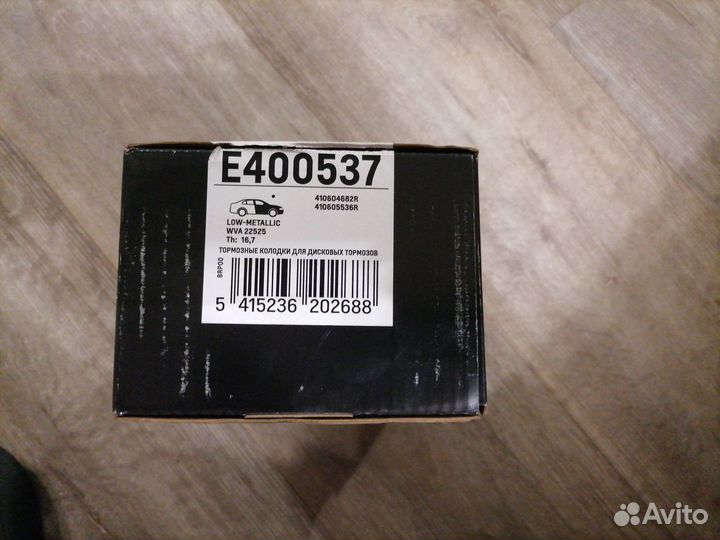 E400537
410604682R
410605536R
LOW-METALLIC
WVA 22525
Th: 16,7
ТОРМОЗНЫЕ КОЛОДКИ ДЛЯ ДИСКОВЫХ ТОРМОЗОВ
BRP00
5 415236 202688
Avito